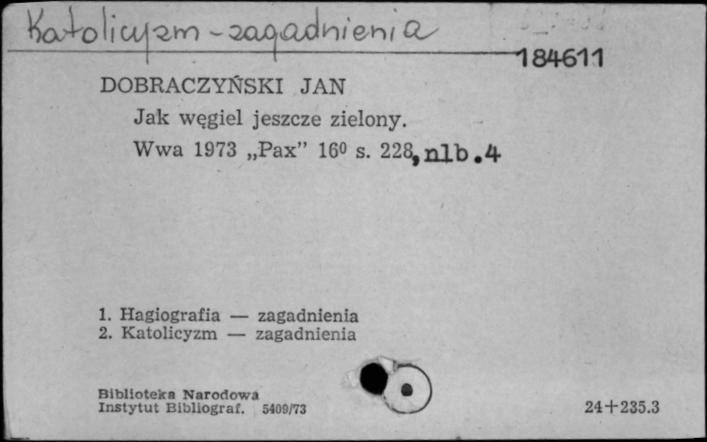 Katolicyzm - zagadnienia
184611
DOBRACZYŃSKI JAN
Jak węgiel jeszcze zielony.
Wwa 1973 „Pax” 16⁰ s. 228, nlb. 4
1. Hagiografia — zagadnienia
2. Katolicyzm — zagadnienia
Biblioteka Narodowa
Instytut Bibliograf. 5409/73
24+235.3